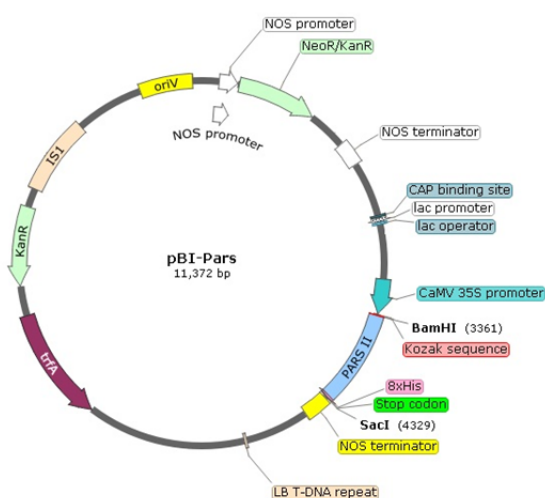 NOS promoter
NeoR/KanR
oriV
NOS promoter
NOS terminator
IS1
CAP binding site
lac promoter
lac operator
KanR
pBI-Pars
11,372 bp
CaMV 35S promoter
BamHI (3361)
Kozak sequence
PARS II
trfA
8xHis
Stop codon
SacI (4329)
NOS terminator
LB T-DNA repeat